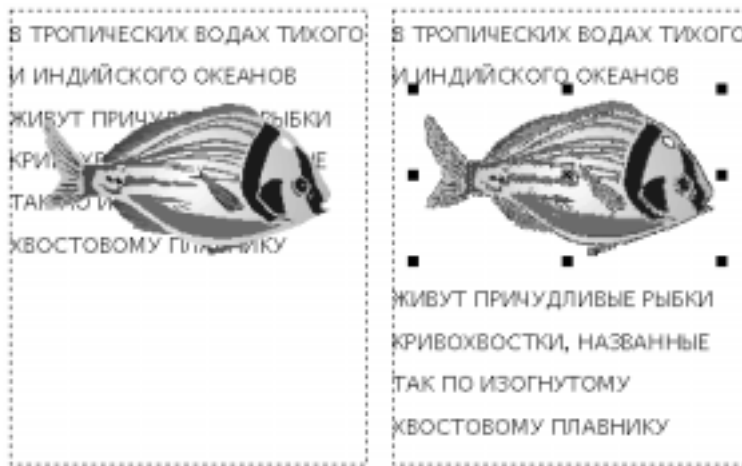 В ТРОПИЧЕСКИХ ВОДАХ ТИХОГО
И ИНДИЙСКОГО ОКЕАНОВ
ЖИВУТ РЫБКИ
ХВОСТОВОМУ ПЛАВНИКУ
В ТРОПИЧЕСКИХ ВОДАХ ТИХОГО
И ИНДИЙСКОГО ОКЕАНОВ
ЖИВУТ ПРИЧУДЛИВЫЕ РЫБКИ
КРИВОХВОСТКИ, НАЗВАННЫЕ
ТАК ПО ИЗОГНУТОМУ
ХВОСТОВОМУ ПЛАВНИКУ